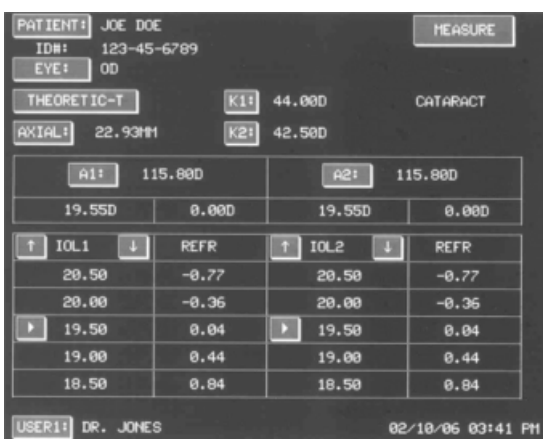 PATIENT: JOE DOE MEASURE
ID#: 123-45-6789
EYE: OD
THEORETIC-T K1: 44.00D CATARACT
AXIAL: 22.93MM K2: 42.50D
A1: 115.80D A2: 115.80D
19.55D 0.00D 19.55D 0.00D
↑ IOL1 ↓ REFR ↑ IOL2 ↓ REFR
20.50 -0.77 20.50 -0.77
20.00 -0.36 20.00 -0.36
19.50 0.04 19.50 0.04
19.00 0.44 19.00 0.44
18.50 0.84 18.50 0.84
USER1: DR. JONES 02/10/06 03:41 PM